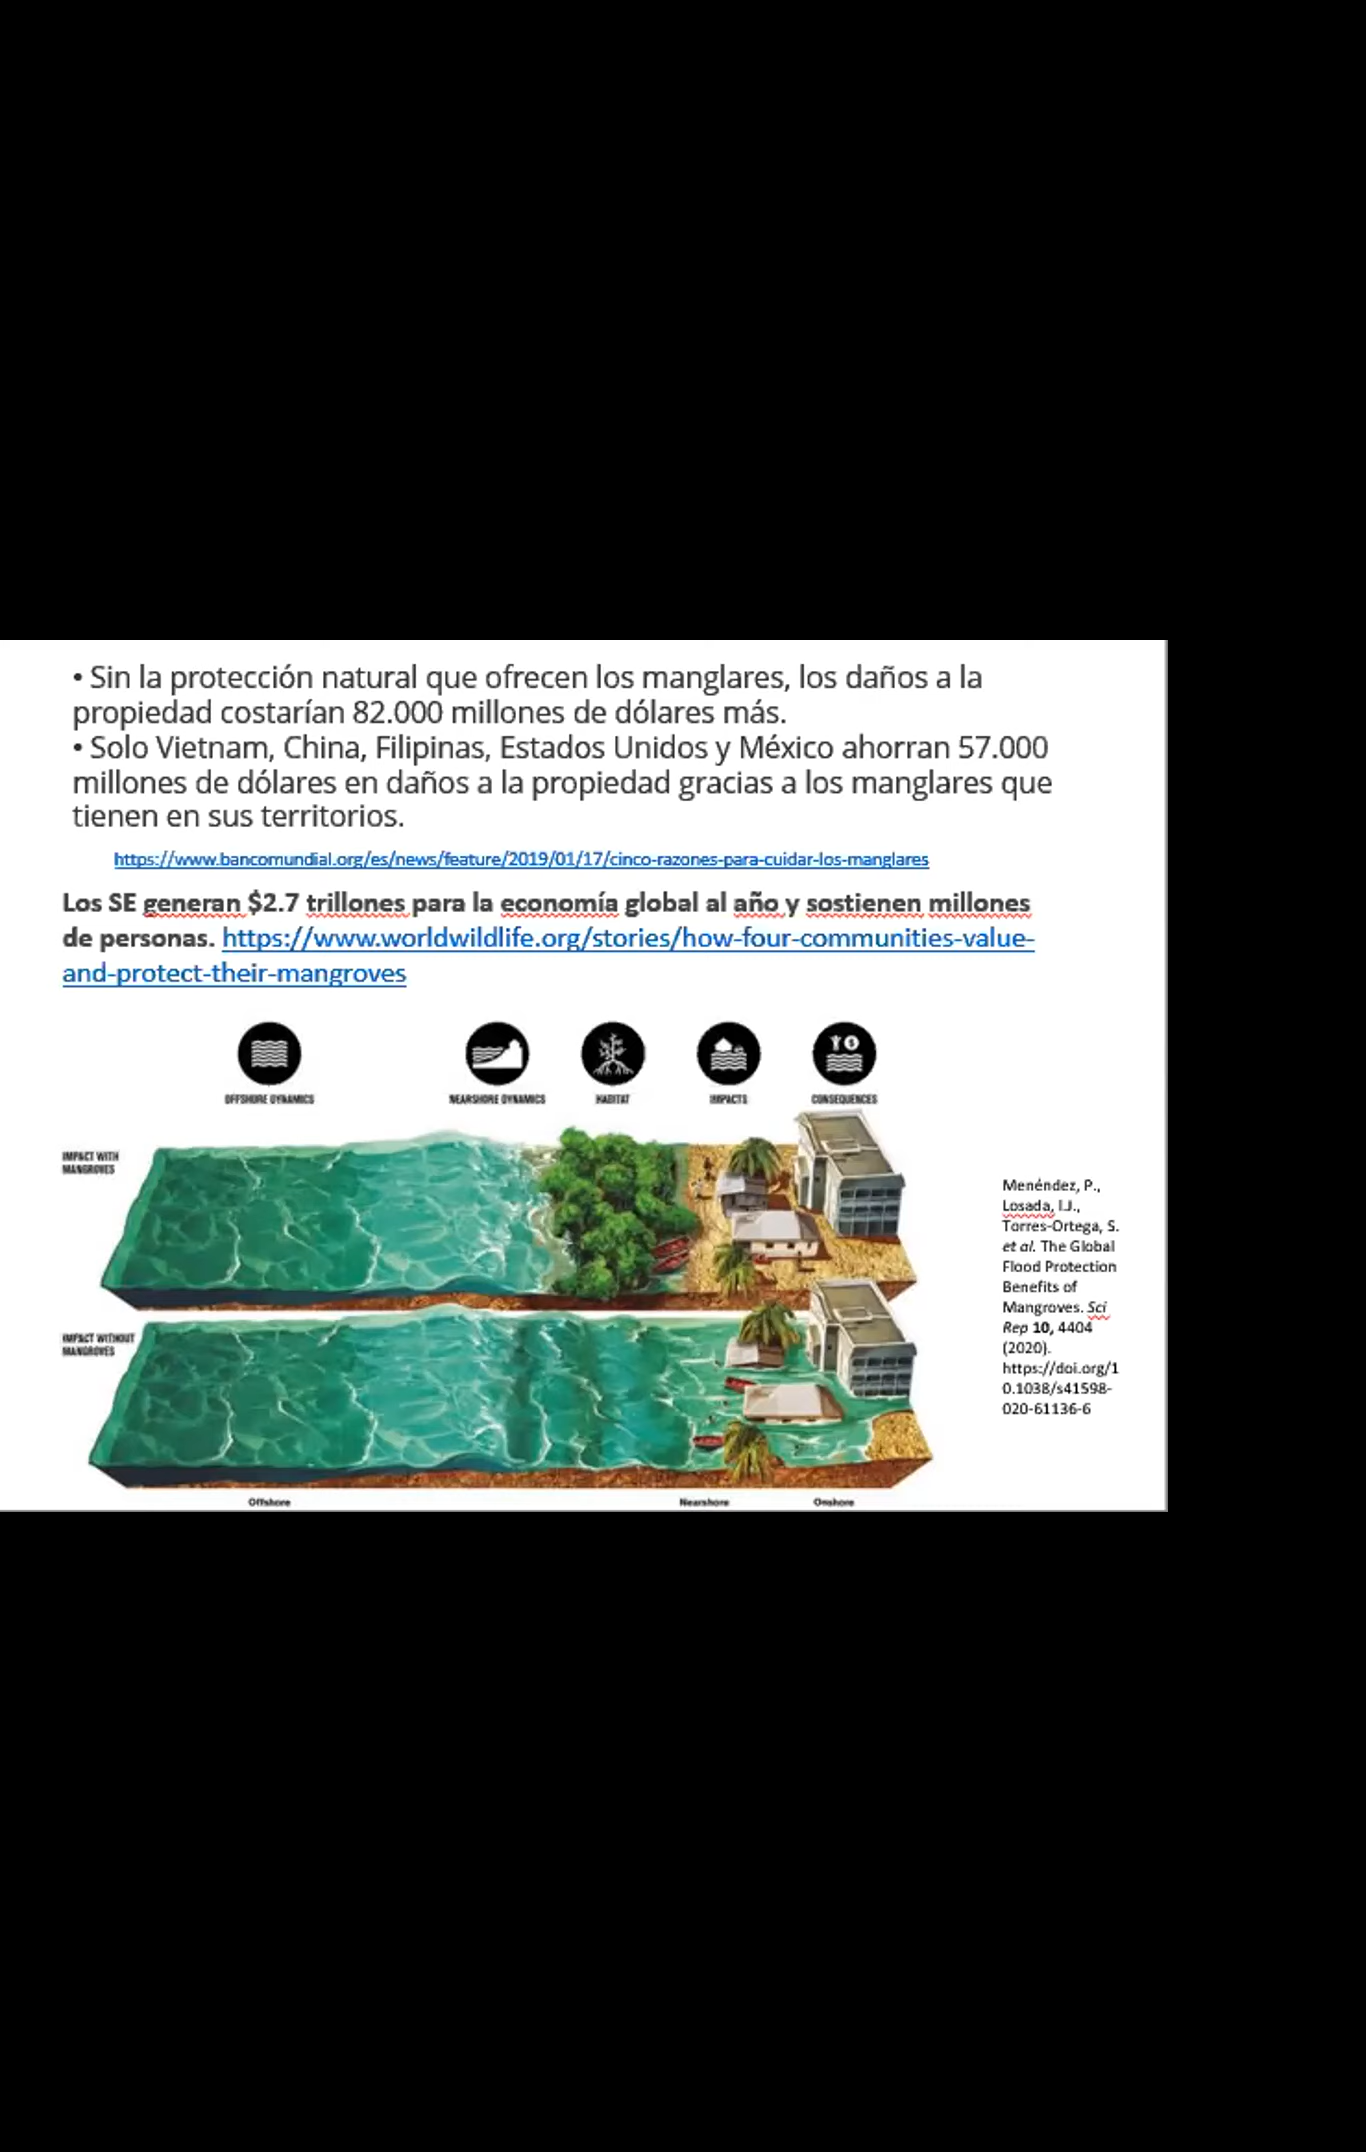 • Sin la protección natural que ofrecen los manglares, los daños a la
propiedad costarían 82.000 millones de dólares más.
• Solo Vietnam, China, Filipinas, Estados Unidos y México ahorran 57.000
millones de dólares en daños a la propiedad gracias a los manglares que
tienen en sus territorios.
https://www.bancomundial.org/es/news/feature/2019/01/17/cinco-razones-para-cuidar-los-manglares
Los SE generan $2.7 trillones para la economía global al año y sostienen millones
de personas. https://www.worldwildlife.org/stories/how-four-communities-value-
and-protect-their-mangroves
OFFSHORE DYNAMICS
NEARSHORE DYNAMICS
HABITAT
IMPACTS
CONSEQUENCES
IMPACT WITH
MANGROVES
IMPACT WITHOUT
MANGROVES
Offshore
Nearshore
Onshore
Menéndez, P.,
Losada, I.J.,
Torres-Ortega, S.
et al. The Global
Flood Protection
Benefits of
Mangroves. Sci
Rep 10, 4404
(2020).
https://doi.org/1
0.1038/s41598-
020-61136-6